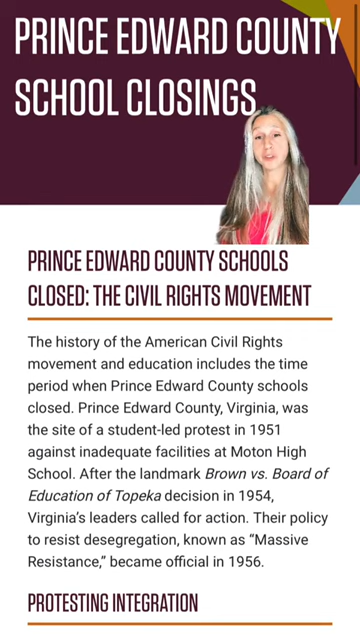 PRINCE EDWARD COUNTY
SCHOOL CLOSINGS
PRINCE EDWARD COUNTY SCHOOLS
CLOSED: THE CIVIL RIGHTS MOVEMENT
The history of the American Civil Rights
movement and education includes the time
period when Prince Edward County schools
closed. Prince Edward County, Virginia, was
the site of a student-led protest in 1951
against inadequate facilities at Moton High
School. After the landmark Brown vs. Board of
Education of Topeka decision in 1954,
Virginia’s leaders called for action. Their policy
to resist desegregation, known as “Massive
Resistance,” became official in 1956.
PROTESTING INTEGRATION